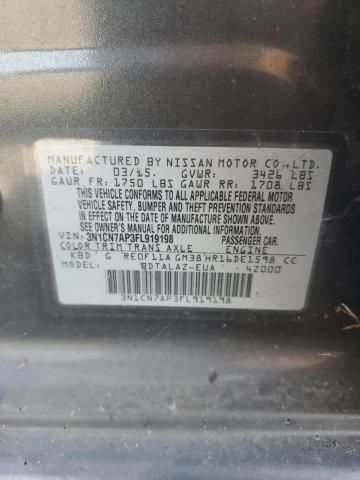 MANUFACTURED BY NISSAN MOTOR CO., LTD.
DATE: 03/15. GVWR: 3426 LBS
GAWR FR: 1750 LBS GAWR RR: 1708 LBS
THIS VEHICLE CONFORMS TO ALL APPLICABLE
FEDERAL MOTOR VEHICLE SAFETY, BUMPER,
AND THEFT PREVENTION STANDARDS IN EFFECT
ON THE DATE OF MANUFACTURE SHOWN ABOVE.
SEE OWNER'S MANUAL FOR
ADDITIONAL INFORMATION.
VIN: 3N1CN7AP3FL919198 PASSENGER CAR.
COLOR TRIM TRANS AXLE ENGINE
KBD G RE0F11A GM38 HR16DE1598 CC
MODEL: BDTALAZ-EUA 42000
3N1CN7AP3FL919198